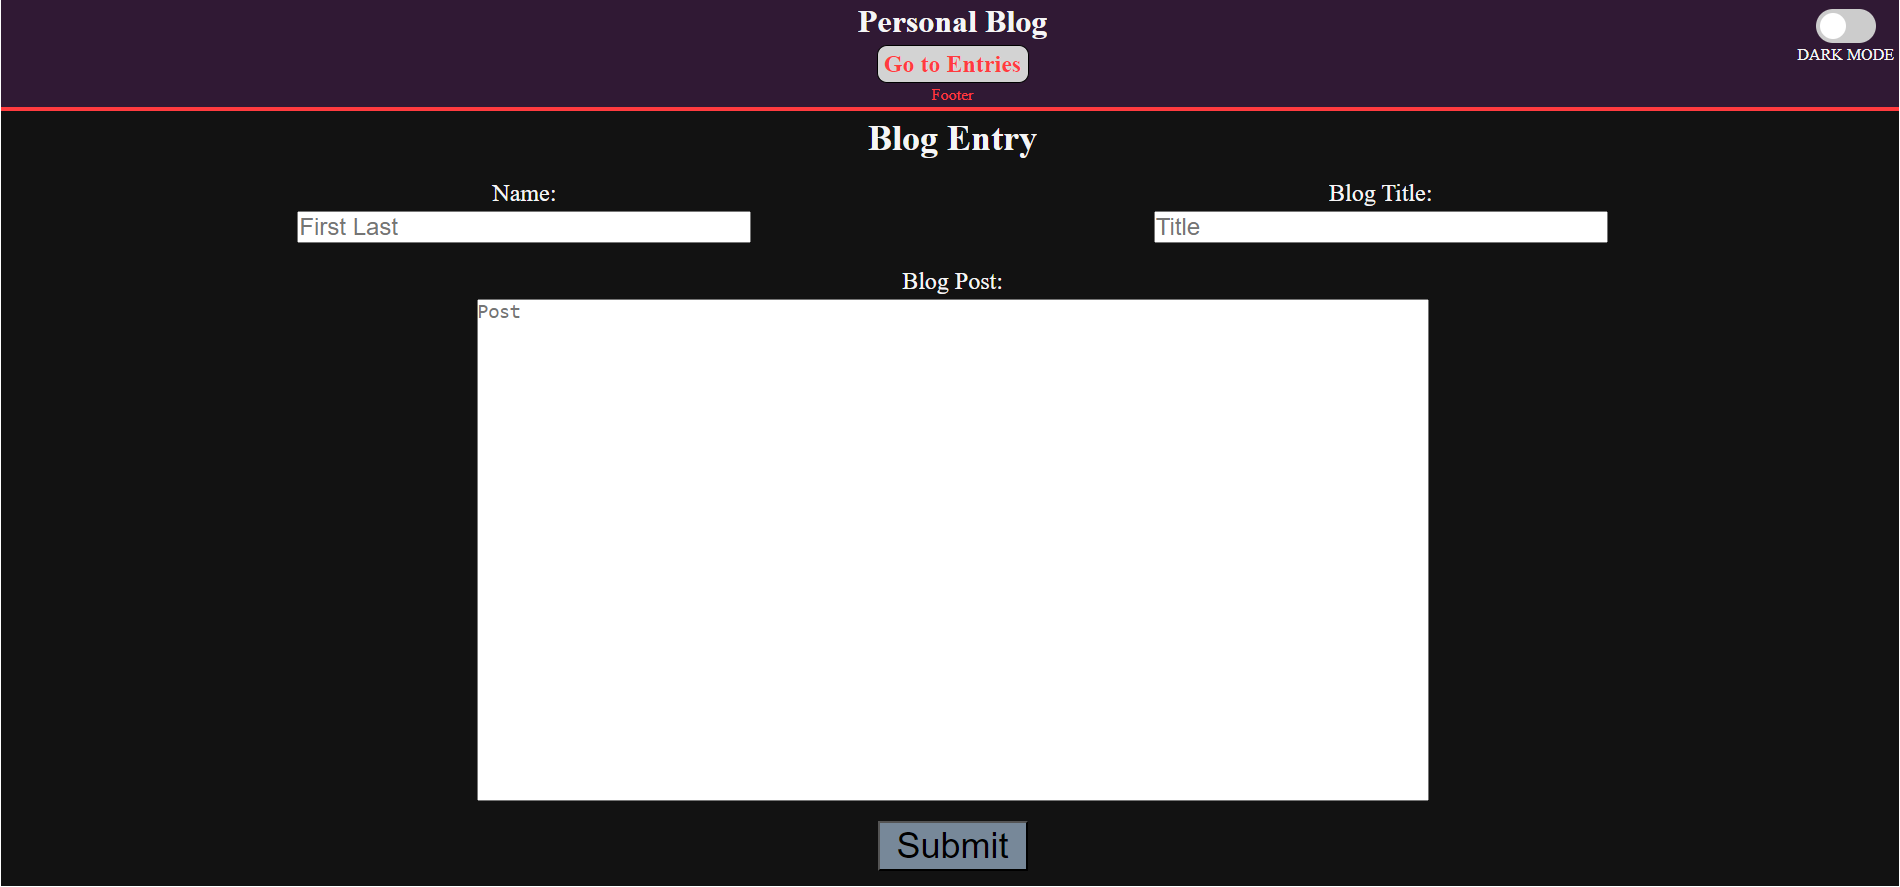 Personal Blog
Go to Entries
Footer
DARK MODE
Blog Entry
Name:
Blog Title:
First Last
Title
Blog Post:
Post
Submit